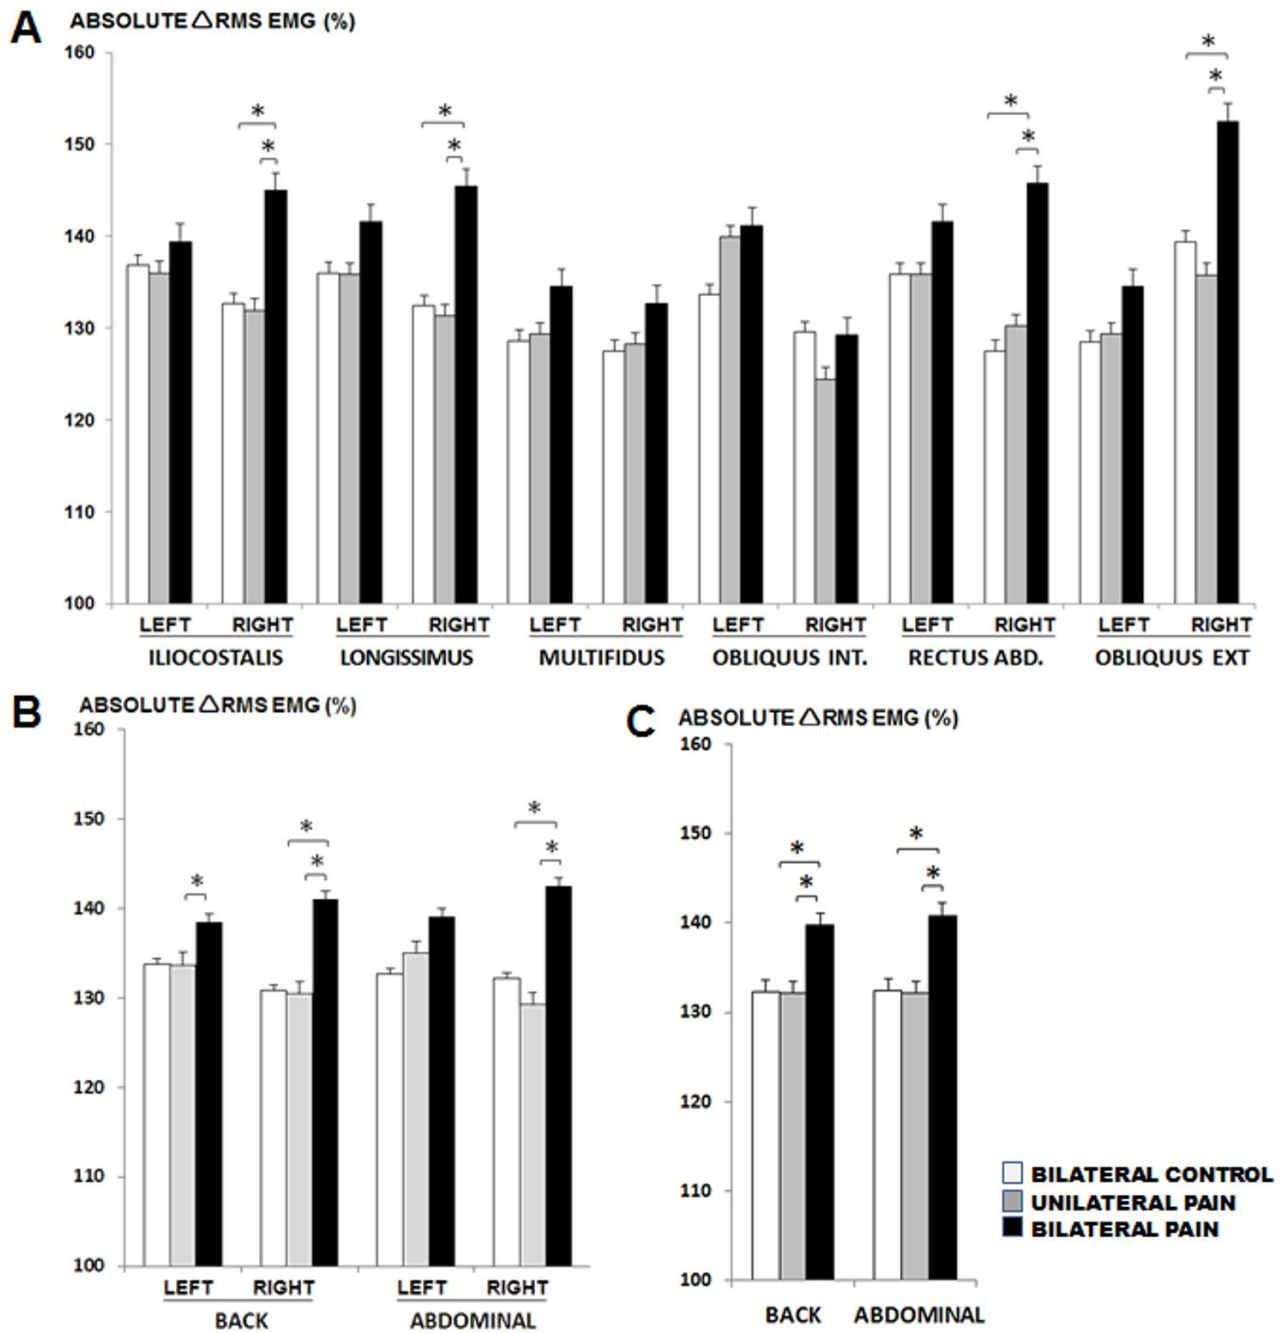 A
ABSOLUTE △RMS EMG (%)
160
150
140
130
120
110
100
* * * * * * * *
LEFT RIGHT LEFT RIGHT LEFT RIGHT LEFT RIGHT LEFT RIGHT LEFT RIGHT
ILIOCOSTALIS LONGISSIMUS MULTIFIDUS OBLIQUUS INT. RECTUS ABD. OBLIQUUS EXT
B
ABSOLUTE △RMS EMG (%)
160
150
140
130
120
110
100
* * * * *
LEFT RIGHT LEFT RIGHT
BACK ABDOMINAL
C
ABSOLUTE △RMS EMG (%)
160
150
140
130
120
110
100
* * * *
BACK ABDOMINAL
BILATERAL CONTROL
UNILATERAL PAIN
BILATERAL PAIN